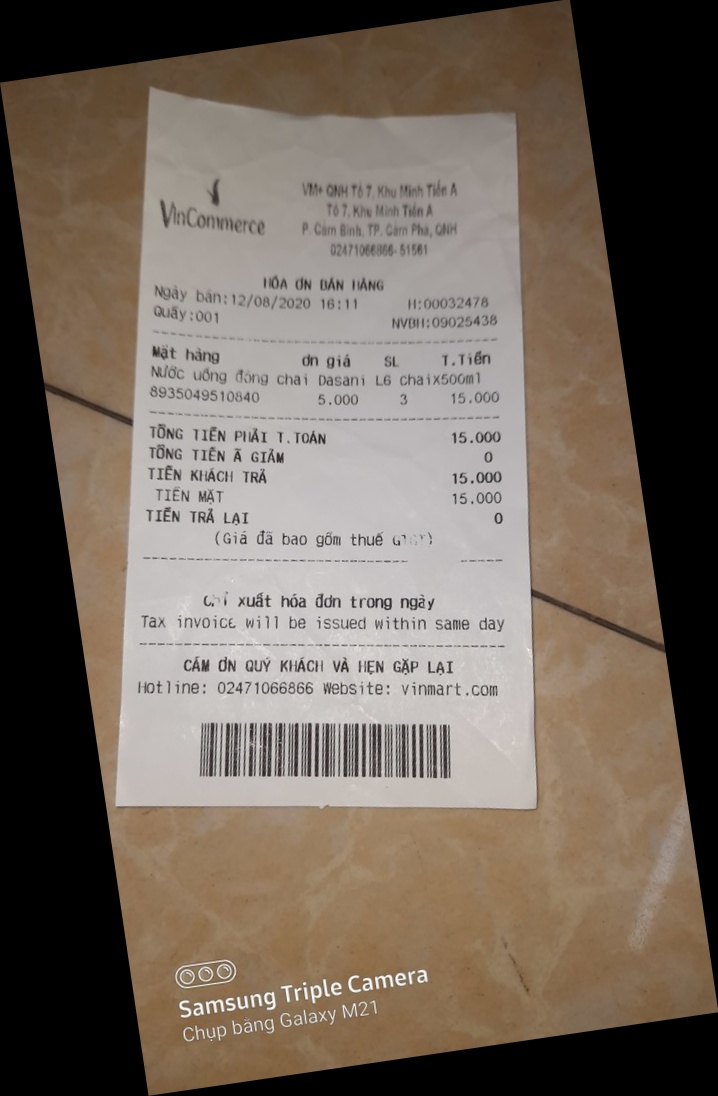 VinCommerce
VM+ QNH Tổ 7, Khu Minh Tiến A
Tổ 7, Khu Minh Tiến A
P. Cẩm Bình, TP. Cẩm Phả, QNH
02471066866- 51561
HÓA ƠN BÁN HÀNG
Ngày bán:12/08/2020 16:11 H:00032478
Quầy:001 NVBH:09025438
Mặt hàng ơn giá SL T.Tiền
Nước uống đóng chai Dasani L6 Chaix500ml
8935049510840 5.000 3 15.000
TỔNG TIỀN PHẢI T.TOÁN 15.000
TỔNG TIỀN Ã GIẢM 0
TIỀN KHÁCH TRẢ 15.000
TIỀN MẶT 15.000
TIỀN TRẢ LẠI 0
(Giá đã bao gồm thuế GTGT)
Chỉ xuất hóa đơn trong ngày
Tax invoice will be issued within same day
CẢM ƠN QUÝ KHÁCH VÀ HẸN GẶP LẠI
Hotline: 02471066866 Website: vinmart.com
Samsung Triple Camera
Chụp bằng Galaxy M21